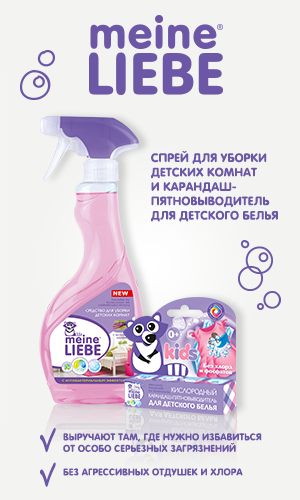 meine®
LIEBE
СПРЕЙ ДЛЯ УБОРКИ
ДЕТСКИХ КОМНАТ
И КАРАНДАШ-
ПЯТНОВЫВОДИТЕЛЬ
ДЛЯ ДЕТСКОГО БЕЛЬЯ
NEW
СРЕДСТВО ДЛЯ УБОРКИ
ДЕТСКИХ КОМНАТ
meine
LIEBE
С АНТИБАКТЕРИАЛЬНЫМ ЭФФЕКТОМ
0+
kids
Без хлора
и фосфатов
meine
LIEBE
КИСЛОРОДНЫЙ
КАРАНДАШ-ПЯТНОВЫВОДИТЕЛЬ
ДЛЯ ДЕТСКОГО БЕЛЬЯ
ВЫРУЧАЮТ ТАМ, ГДЕ НУЖНО ИЗБАВИТЬСЯ
ОТ ОСОБО СЕРЬЕЗНЫХ ЗАГРЯЗНЕНИЙ
БЕЗ АГРЕССИВНЫХ ОТДУШЕК И ХЛОРА